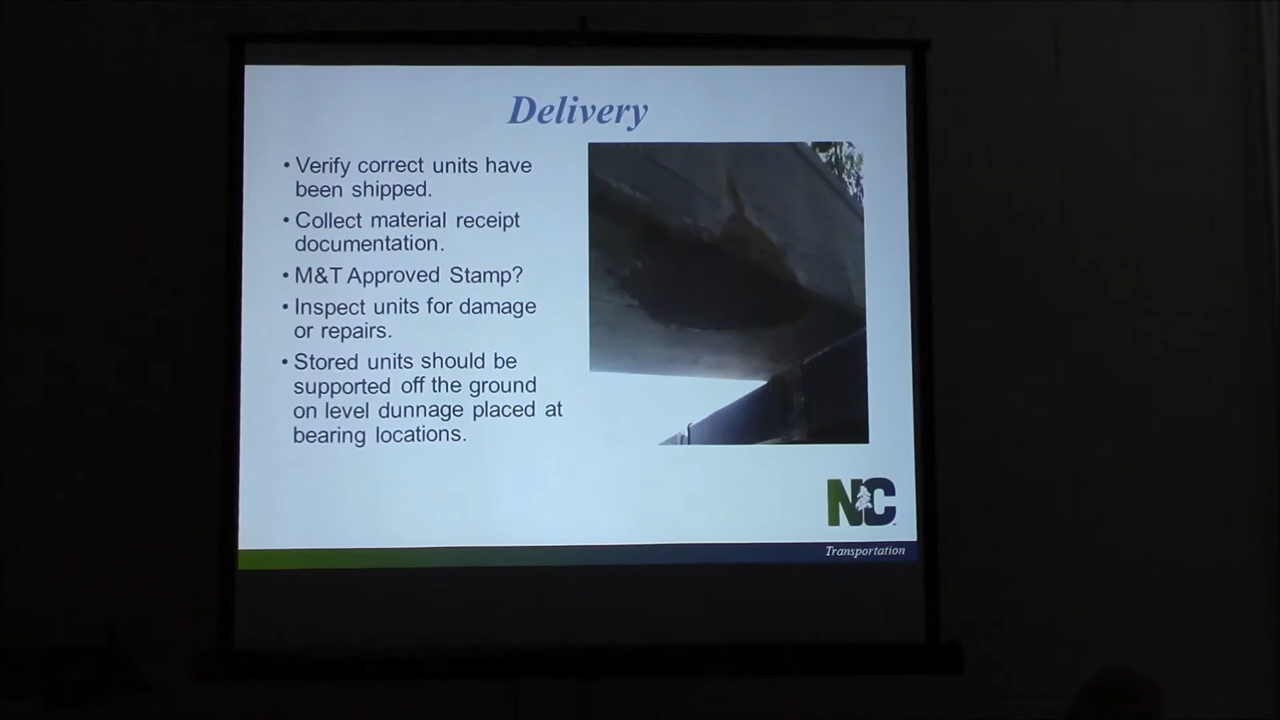 Delivery
• Verify correct units have
been shipped.
• Collect material receipt
documentation.
• M&T Approved Stamp?
• Inspect units for damage
or repairs.
• Stored units should be
supported off the ground
on level dunnage placed at
bearing locations.
NC
Transportation